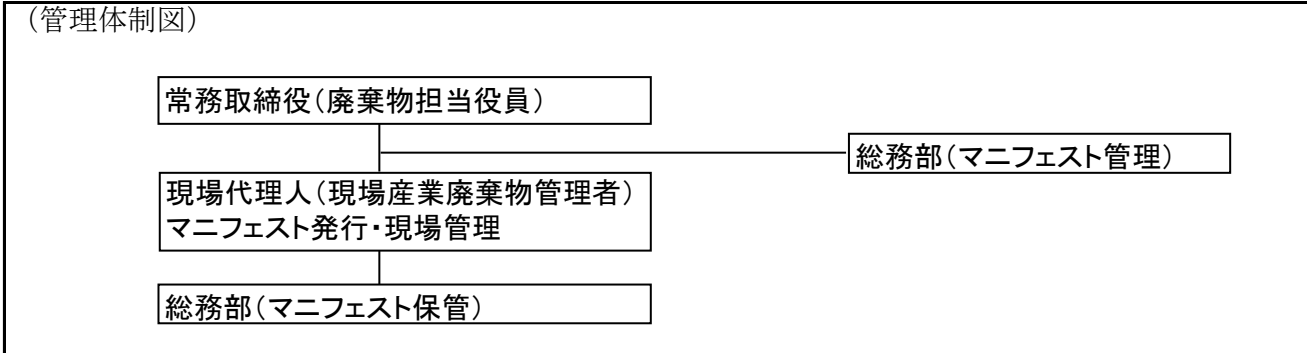 (管理体制図)
常務取締役(廃棄物担当役員)
総務部(マニフェスト管理)
現場代理人(現場産業廃棄物管理者)
マニフェスト発行・現場管理
総務部(マニフェスト保管)